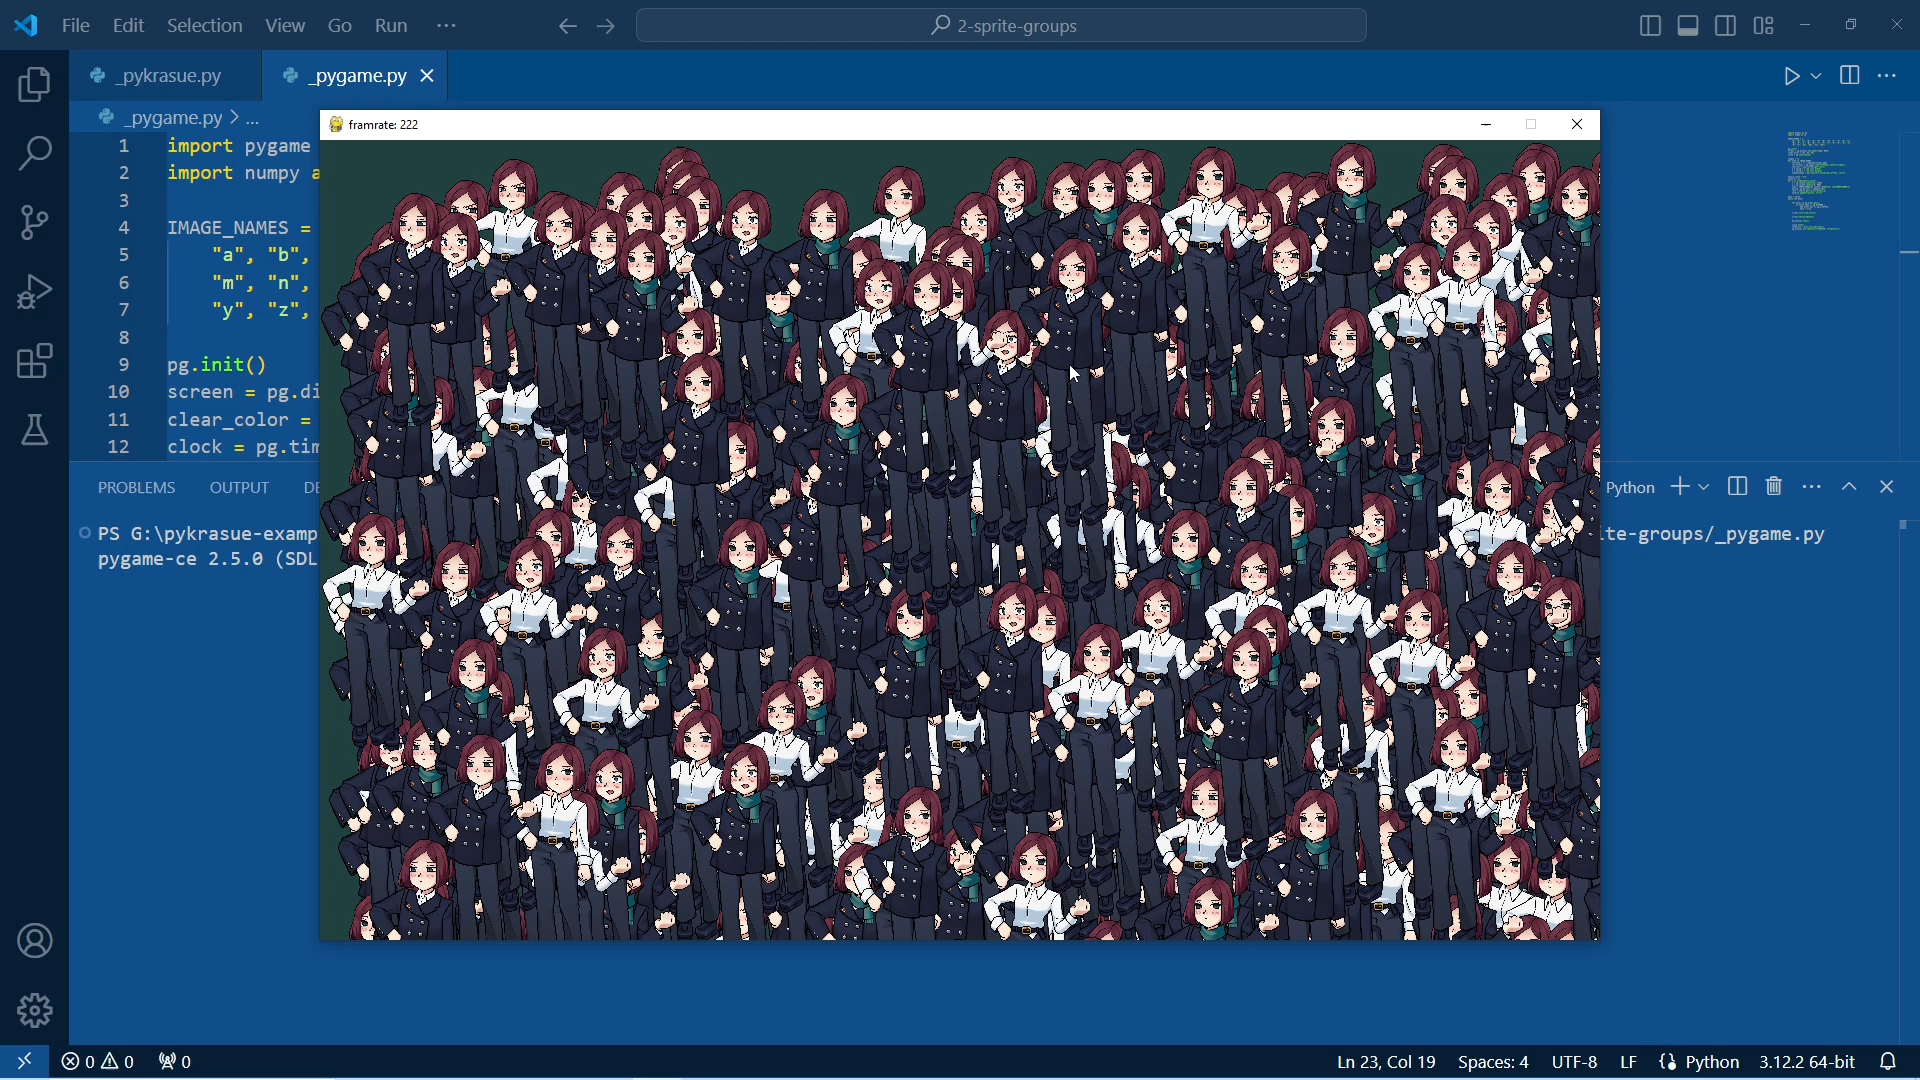 File Edit Selection View Go Run ···
2-sprite-groups
_pykrasue.py
_pygame.py
_pygame.py > ...
framrate: 222
1 import pygame
2 import numpy
3
4 IMAGE_NAMES =
5 "a", "b",
6 "m", "n",
7 "y", "z",
8
9 pg.init()
10 screen = pg.di
11 clear_color =
12 clock = pg.tim
PROBLEMS OUTPUT DE
Python
PS G:\pykrasue-examp
ite-groups/_pygame.py
pygame-ce 2.5.0 (SDL
0 0 0
Ln 23, Col 19 Spaces: 4 UTF-8 LF Python 3.12.2 64-bit